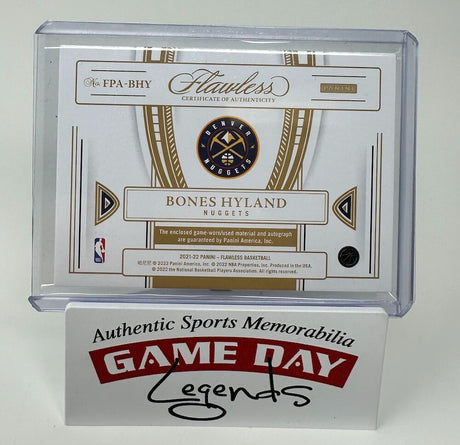 No. FPA-BHY
Flawless
CERTIFICATE OF AUTHENTICITY
PANINI
DENVER
NUGGETS
BONES HYLAND
NUGGETS
The enclosed game-worn/used material and autograph
are guaranteed by Panini America, Inc.
2021-22 PANINI - FLAWLESS BASKETBALL
© 2022 Panini America, Inc. © 2022 NBA Properties, Inc. Produced in the USA.
© 2022 the National Basketball Players Association. All rights reserved.
NBA
Authentic Sports Memorabilia
GAME DAY
Legends